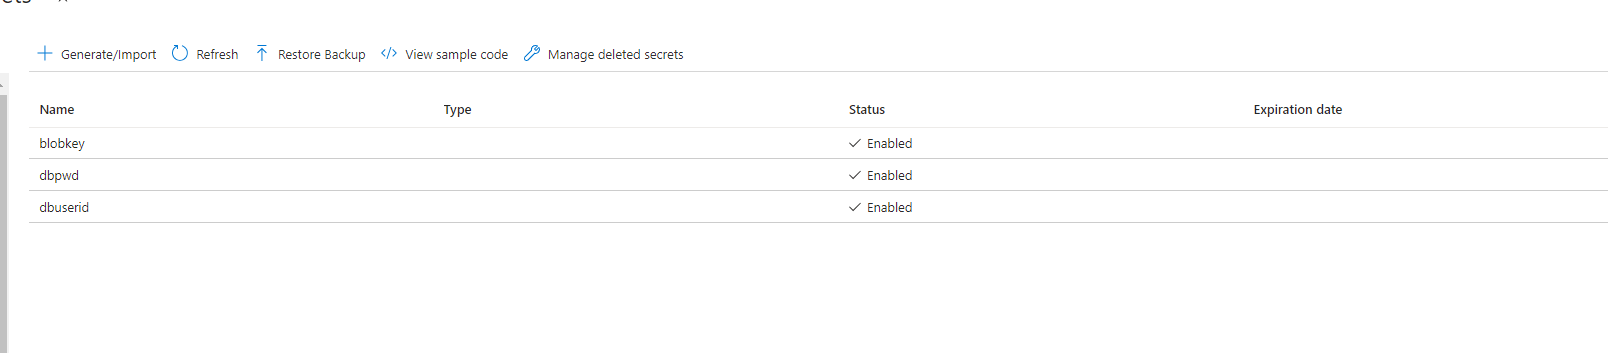 Generate/Import Refresh Restore Backup View sample code Manage deleted secrets
Name Type Status Expiration date
blobkey Enabled
dbpwd Enabled
dbuserid Enabled